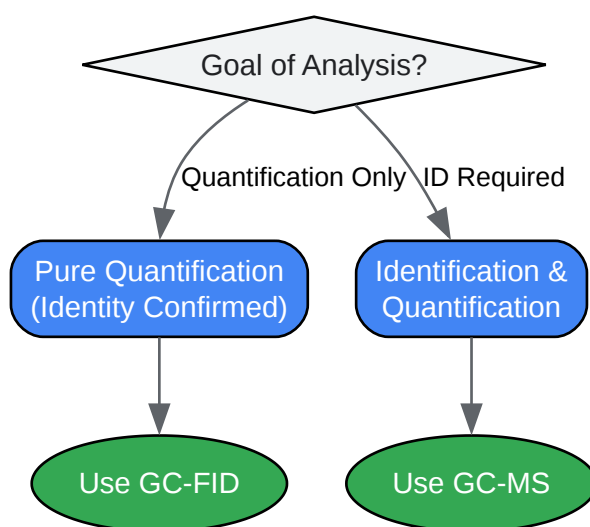 Goal of Analysis?
Quantification Only
ID Required
Pure Quantification
(Identity Confirmed)
Identification &
Quantification
Use GC-FID
Use GC-MS